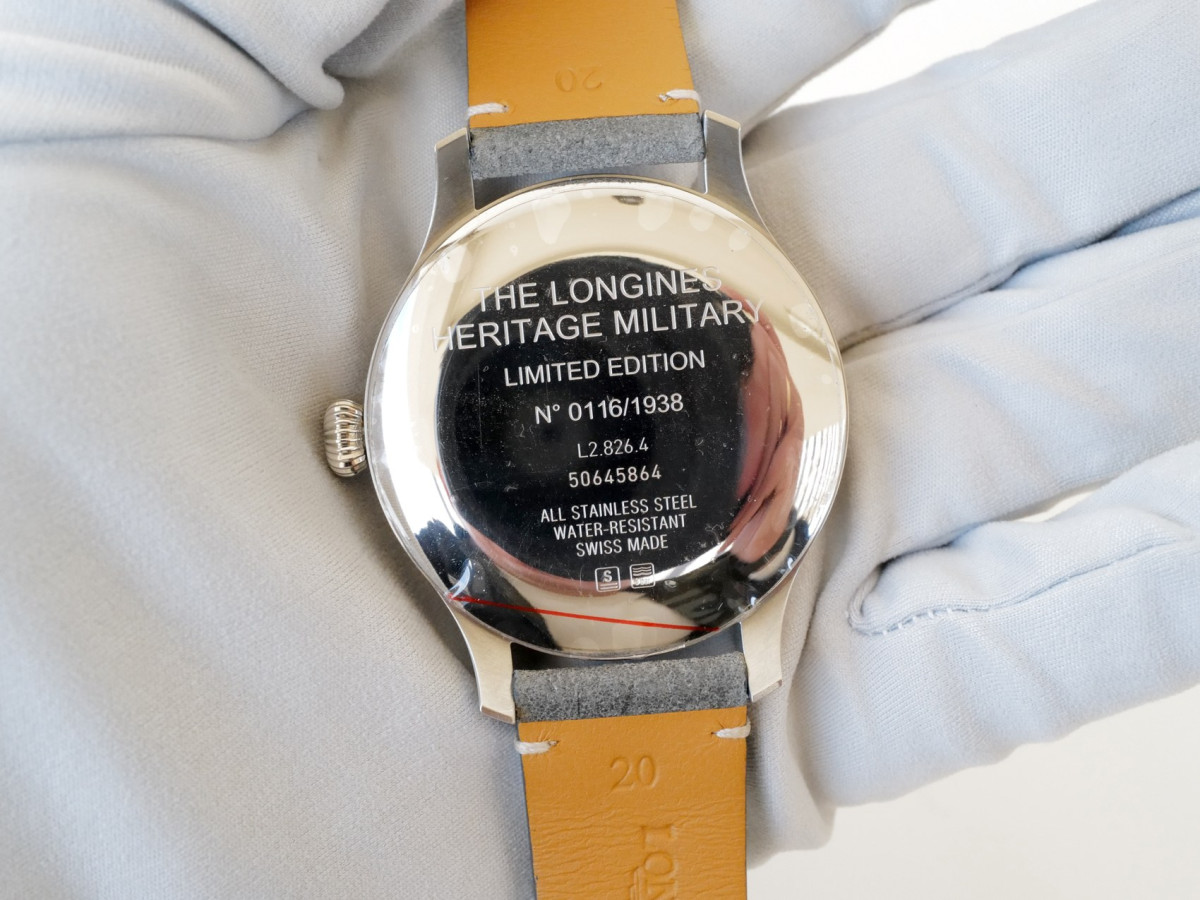 20
THE LONGINES
HERITAGE MILITARY
LIMITED EDITION
N° 0116/1938
L2.826.4
50645864
ALL STAINLESS STEEL
WATER-RESISTANT
SWISS MADE
S
20
LON